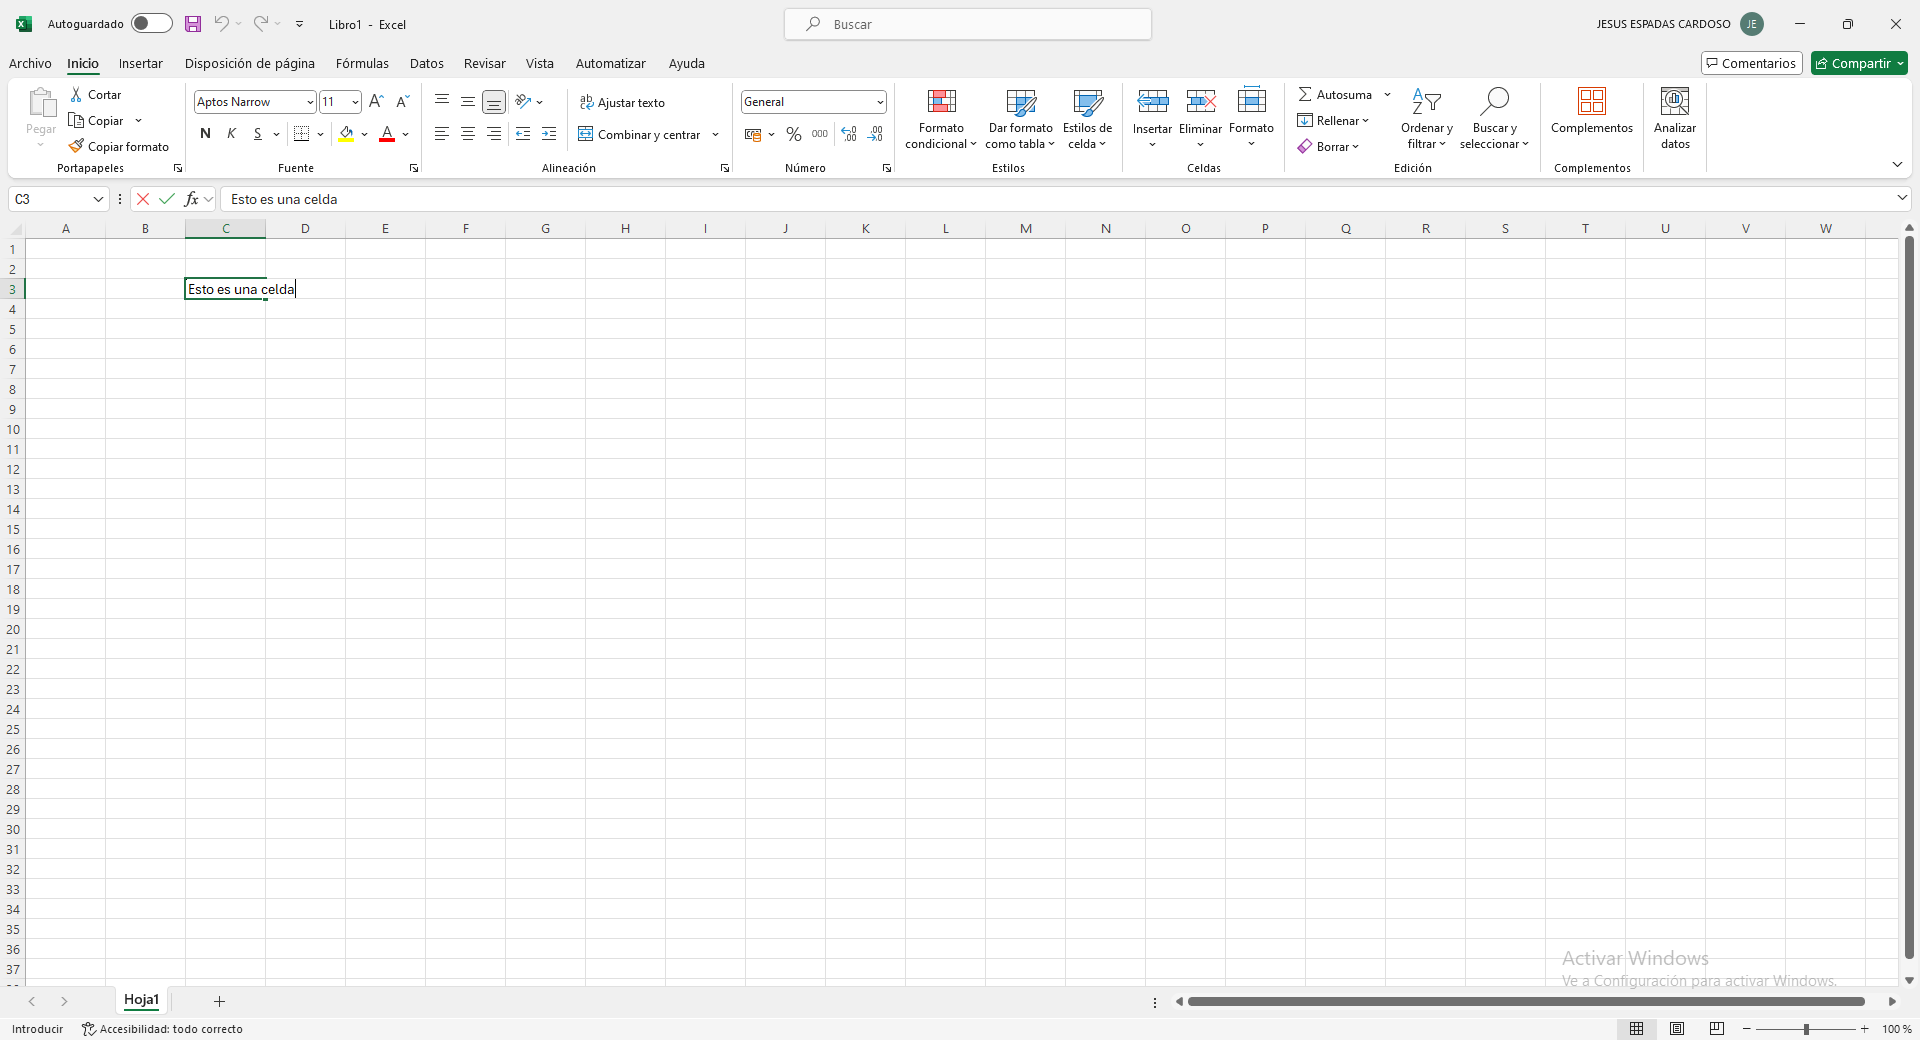 Autoguardado Libro1 - Excel Buscar JESUS ESPADAS CARDOSO JE
Archivo Inicio Insertar Disposición de página Fórmulas Datos Revisar Vista Automatizar Ayuda Comentarios Compartir
Pegar
Cortar
Copiar
Copiar formato
Portapapeles
Aptos Narrow 11
N K S
Fuente
Ajustar texto
Combinar y centrar
Alineación
General
% 000
Número
Formato condicional
Dar formato como tabla
Estilos de celda
Estilos
Insertar
Eliminar
Formato
Celdas
Autosuma
Rellenar
Borrar
Ordenar y filtrar
Buscar y seleccionar
Edición
Complementos
Complementos
Analizar datos
C3 fx Esto es una celda
A B C D E F G H I J K L M N O P Q R S T U V W
1
2
3 Esto es una celda
4
5
6
7
8
9
10
11
12
13
14
15
16
17
18
19
20
21
22
23
24
25
26
27
28
29
30
31
32
33
34
35
36
37
Activar Windows
Ve a Configuración para activar Windows.
Hoja1
Introducir Accesibilidad: todo correcto 100 %